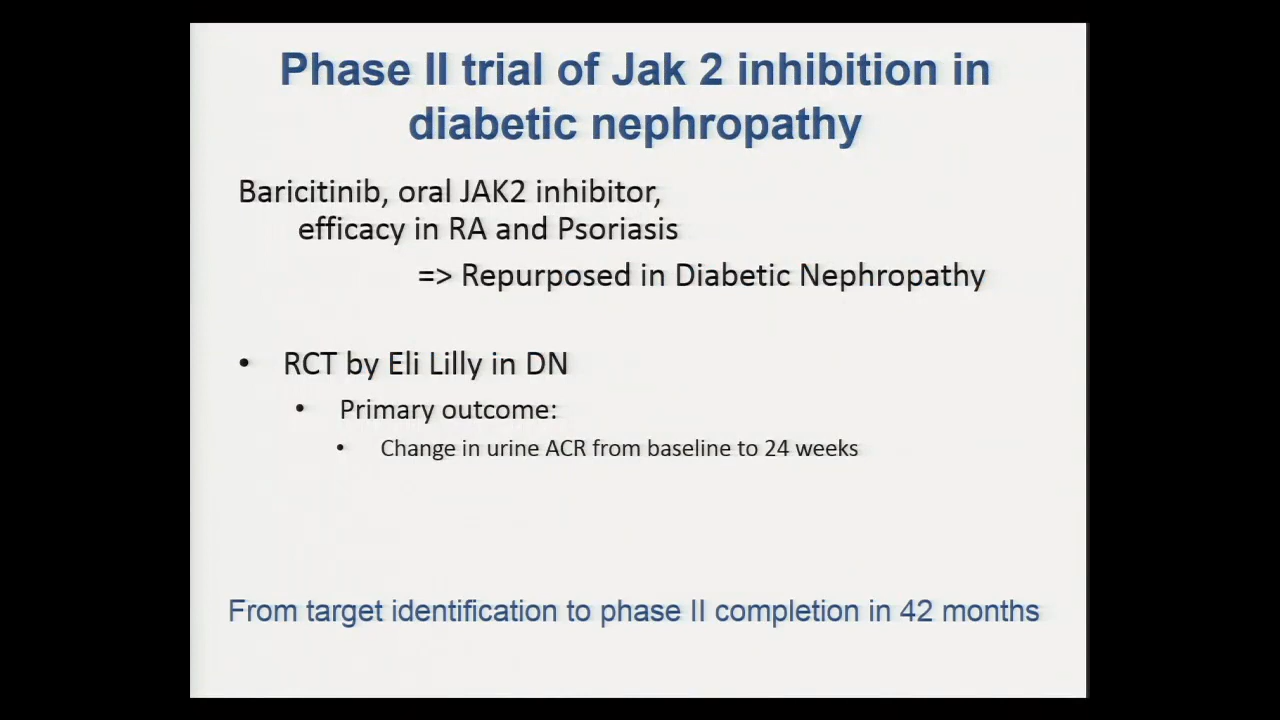 Phase II trial of Jak 2 inhibition in
diabetic nephropathy
Baricitinib, oral JAK2 inhibitor,
efficacy in RA and Psoriasis
=> Repurposed in Diabetic Nephropathy
• RCT by Eli Lilly in DN
• Primary outcome:
• Change in urine ACR from baseline to 24 weeks
From target identification to phase II completion in 42 months